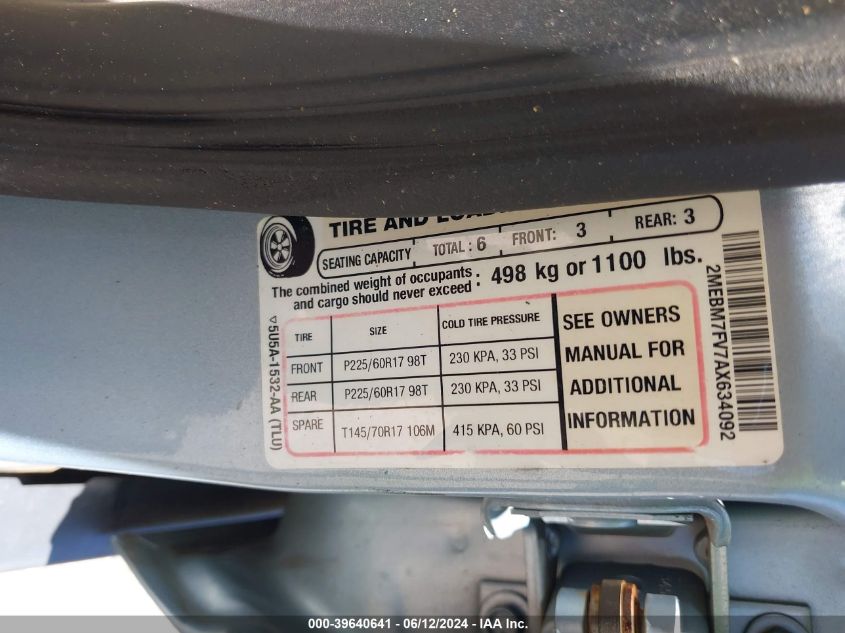 TIRE AND
SEATING CAPACITY TOTAL : 6 FRONT: 3 REAR: 3
The combined weight of occupants
and cargo should never exceed : 498 kg or 1100 lbs.
TIRE SIZE COLD TIRE PRESSURE
FRONT P225/60R17 98T 230 KPA, 33 PSI
REAR P225/60R17 98T 230 KPA, 33 PSI
SPARE T145/70R17 106M 415 KPA, 60 PSI
SEE OWNERS
MANUAL FOR
ADDITIONAL
INFORMATION
▽5U5A-1532-AA (TLU)
2MEBM7FV7AX634092
000-39640641 - 06/12/2024 - IAA Inc.